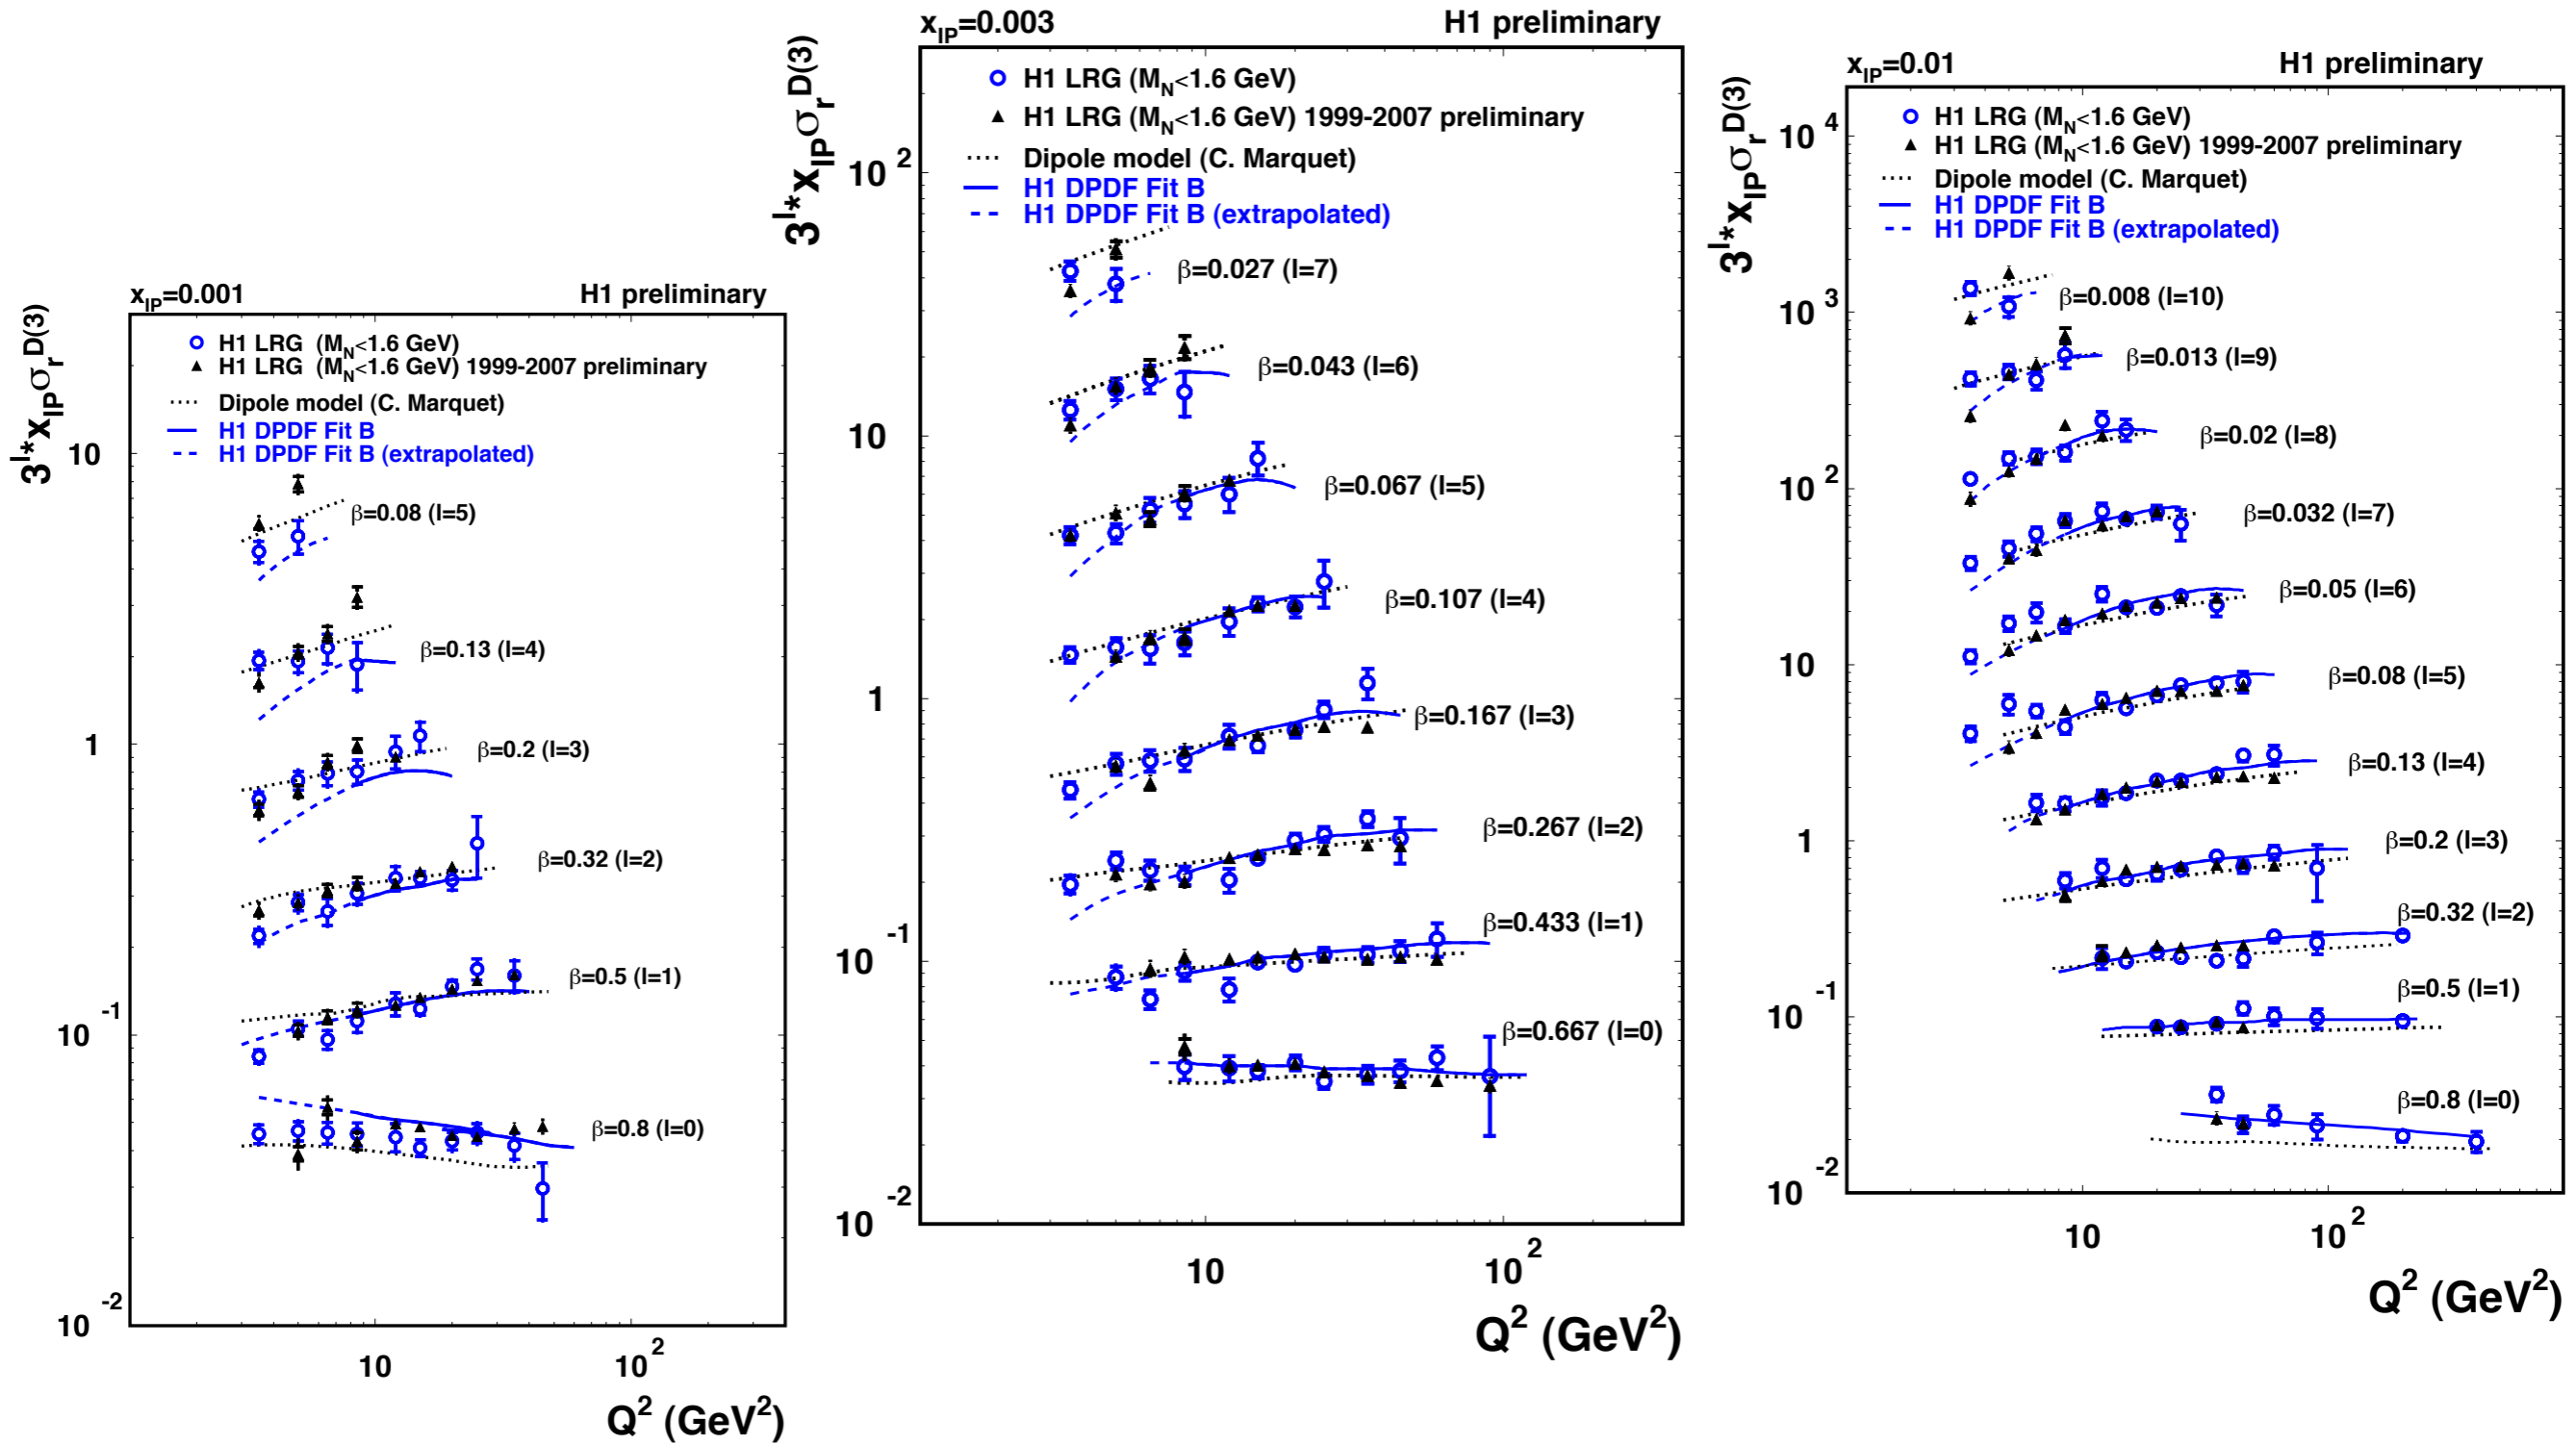 x_IP=0.001 H1 preliminary
3^l*x_IPσ_r^D(3)
H1 LRG (M_N<1.6 GeV)
H1 LRG (M_N<1.6 GeV) 1999-2007 preliminary
Dipole model (C. Marquet)
H1 DPDF Fit B
H1 DPDF Fit B (extrapolated)
10
1
10^-1
10^-2
β=0.08 (l=5)
β=0.13 (l=4)
β=0.2 (l=3)
β=0.32 (l=2)
β=0.5 (l=1)
β=0.8 (l=0)
10 10^2
Q^2 (GeV^2)
x_IP=0.003 H1 preliminary
3^l*x_IPσ_r^D(3)
H1 LRG (M_N<1.6 GeV)
H1 LRG (M_N<1.6 GeV) 1999-2007 preliminary
Dipole model (C. Marquet)
H1 DPDF Fit B
H1 DPDF Fit B (extrapolated)
10^2
10
1
10^-1
10^-2
β=0.027 (l=7)
β=0.043 (l=6)
β=0.067 (l=5)
β=0.107 (l=4)
β=0.167 (l=3)
β=0.267 (l=2)
β=0.433 (l=1)
β=0.667 (l=0)
10 10^2
Q^2 (GeV^2)
x_IP=0.01 H1 preliminary
3^l*x_IPσ_r^D(3)
H1 LRG (M_N<1.6 GeV)
H1 LRG (M_N<1.6 GeV) 1999-2007 preliminary
Dipole model (C. Marquet)
H1 DPDF Fit B
H1 DPDF Fit B (extrapolated)
10^4
10^3
10^2
10
1
10^-1
10^-2
β=0.008 (l=10)
β=0.013 (l=9)
β=0.02 (l=8)
β=0.032 (l=7)
β=0.05 (l=6)
β=0.08 (l=5)
β=0.13 (l=4)
β=0.2 (l=3)
β=0.32 (l=2)
β=0.5 (l=1)
β=0.8 (l=0)
10 10^2
Q^2 (GeV^2)